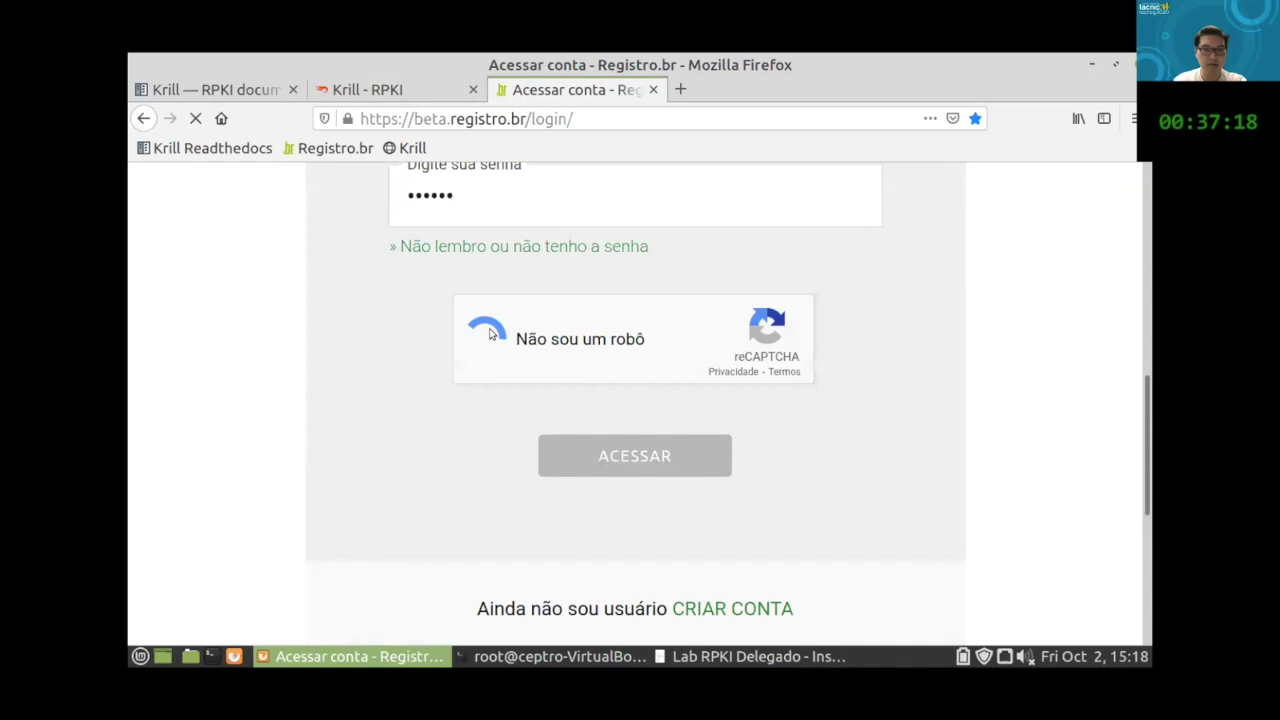 lacnic
Acessar conta - Registro.br - Mozilla Firefox
Krill — RPKI docum
Krill - RPKI
Acessar conta - Reg
https://beta.registro.br/login/
00:37:18
Krill Readthedocs
Registro.br
Krill
Digite sua senha
••••••
» Não lembro ou não tenho a senha
Não sou um robô
reCAPTCHA
Privacidade - Termos
ACESSAR
Ainda não sou usuário CRIAR CONTA
Acessar conta - Registr...
root@ceptro-VirtualBo...
Lab RPKI Delegado - Ins...
Fri Oct 2, 15:18